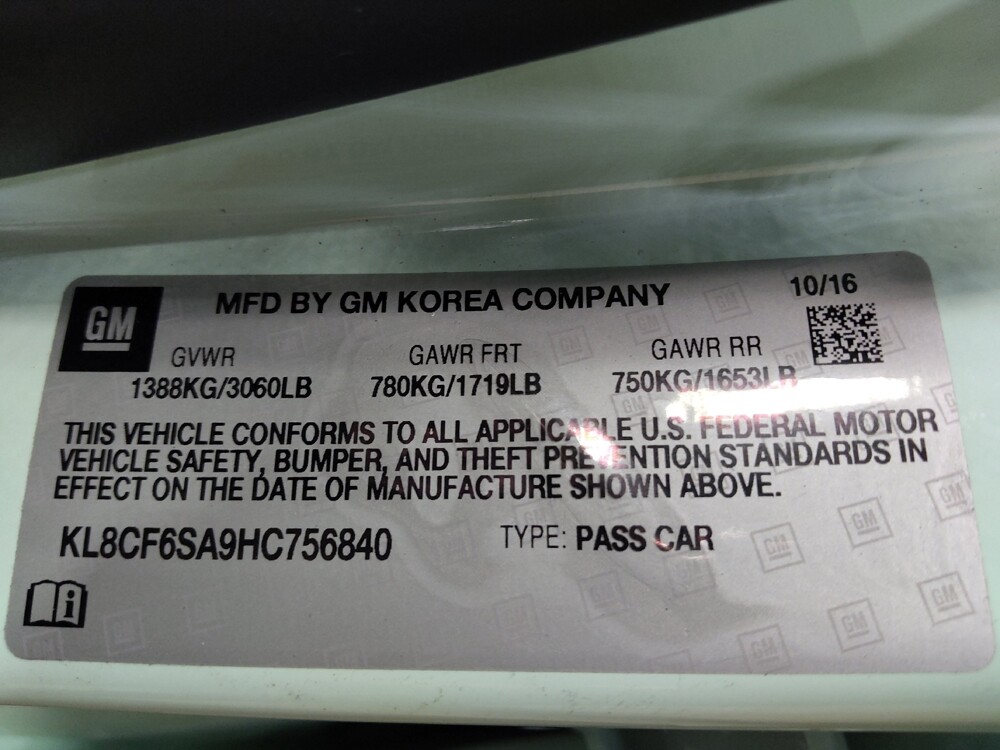 GM
MFD BY GM KOREA COMPANY
10/16
GVWR GAWR FRT GAWR RR
1388KG/3060LB 780KG/1719LB 750KG/1653LB
THIS VEHICLE CONFORMS TO ALL APPLICABLE U.S. FEDERAL MOTOR
VEHICLE SAFETY, BUMPER, AND THEFT PREVENTION STANDARDS IN
EFFECT ON THE DATE OF MANUFACTURE SHOWN ABOVE.
KL8CF6SA9HC756840 TYPE: PASS CAR